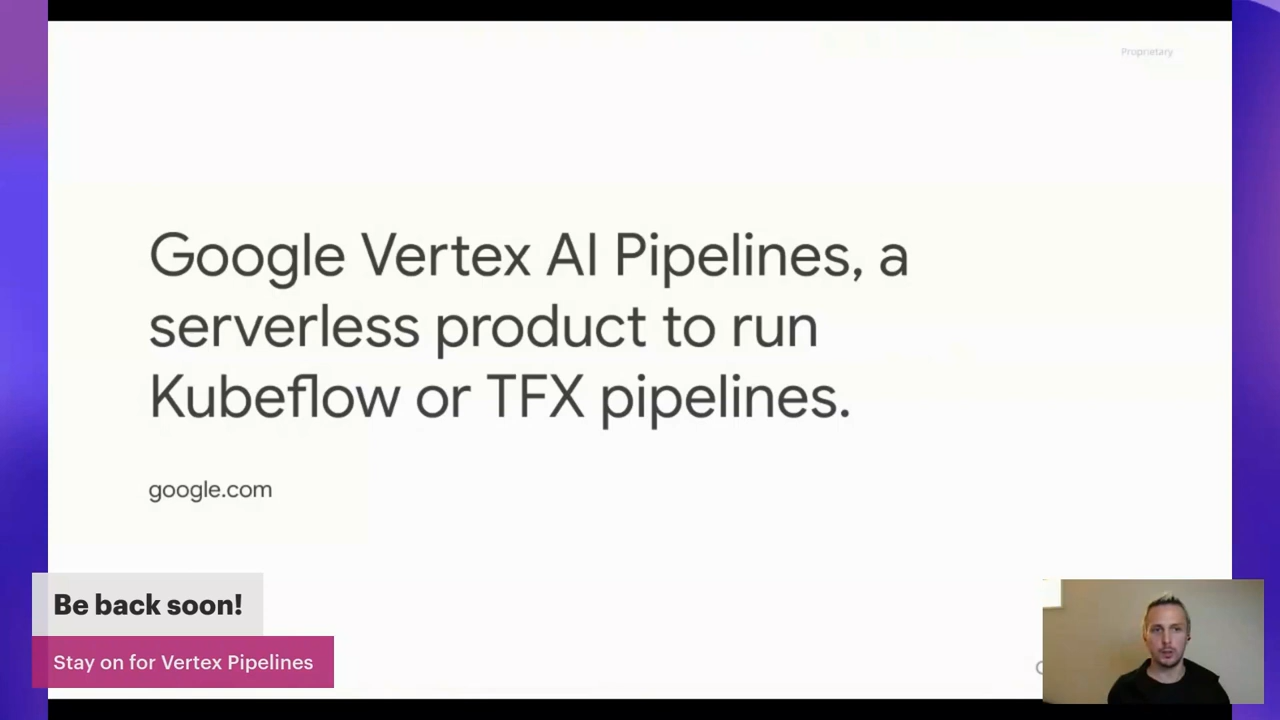 Proprietary
Google Vertex AI Pipelines, a
serverless product to run
Kubeflow or TFX pipelines.
google.com
Be back soon!
Stay on for Vertex Pipelines